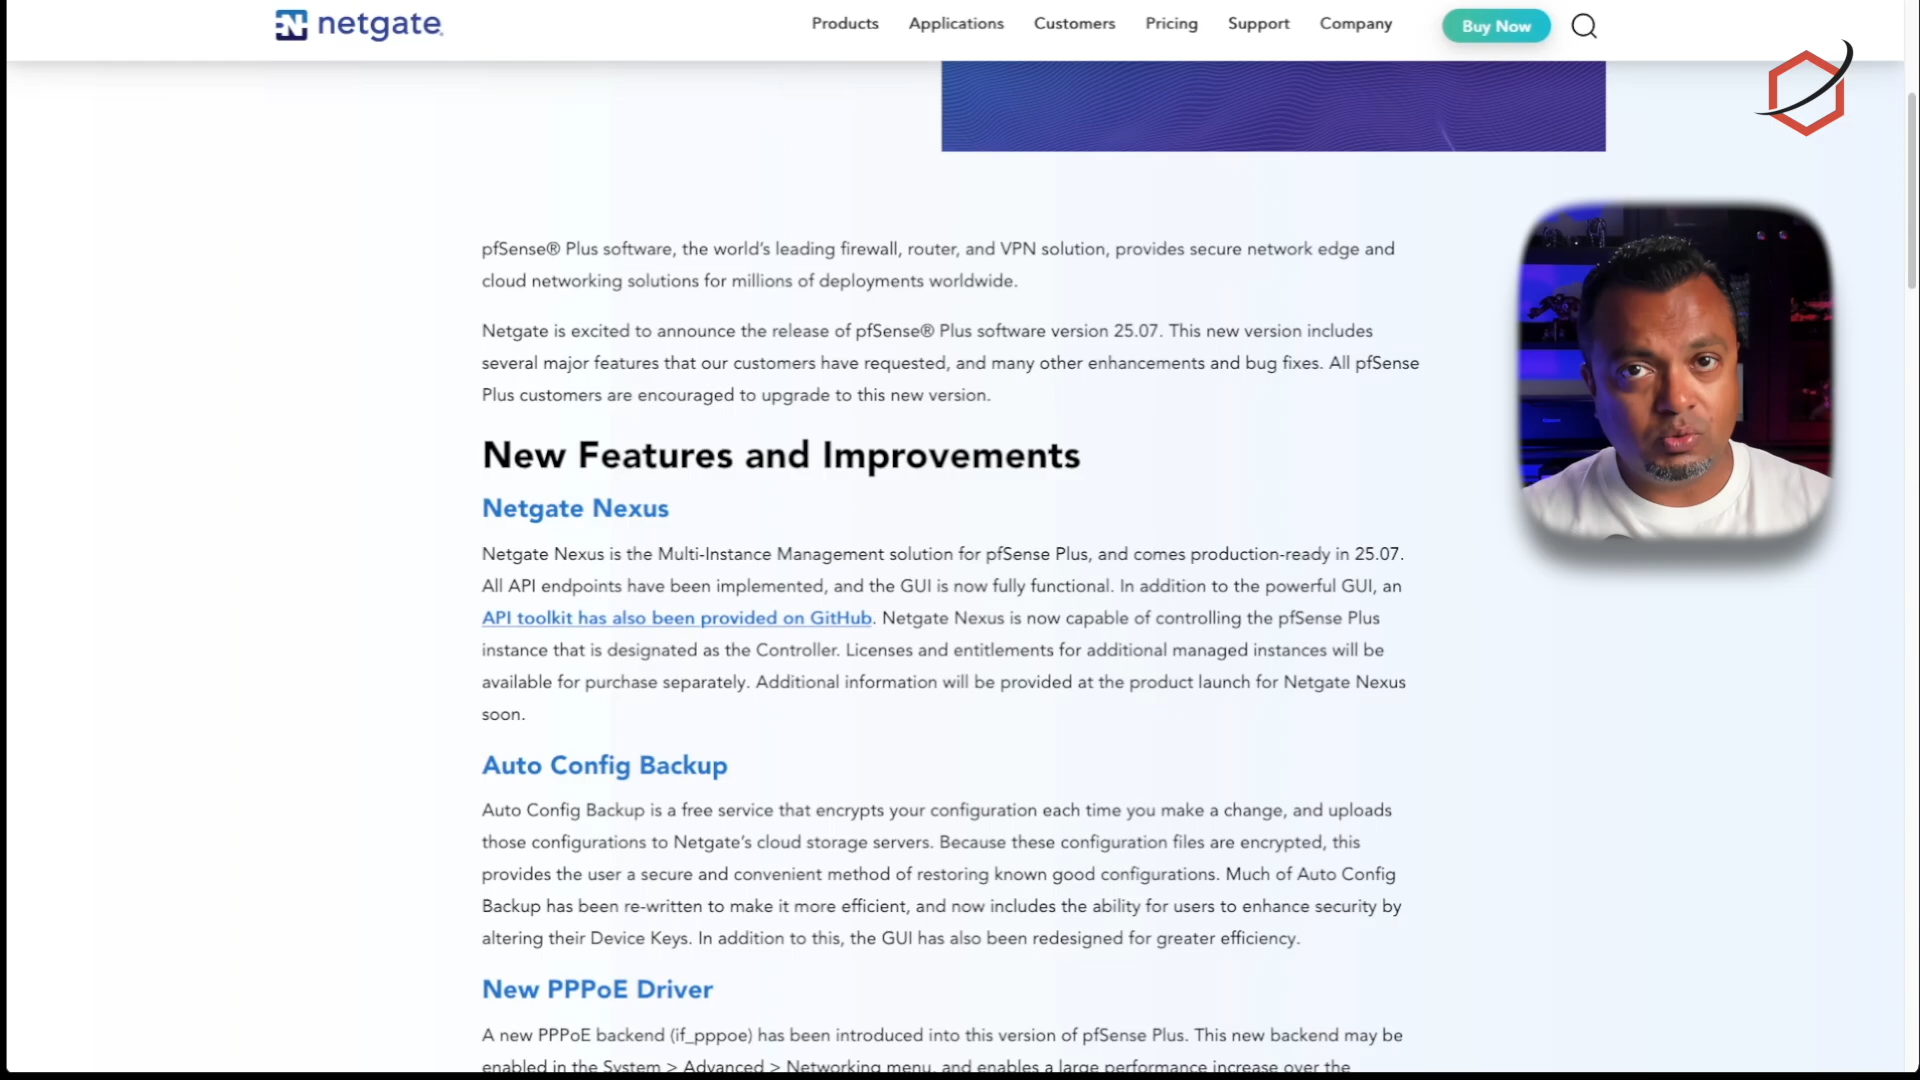 netgate
Products Applications Customers Pricing Support Company Buy Now
pfSense® Plus software, the world's leading firewall, router, and VPN solution, provides secure network edge and
cloud networking solutions for millions of deployments worldwide.
Netgate is excited to announce the release of pfSense® Plus software version 25.07. This new version includes
several major features that our customers have requested, and many other enhancements and bug fixes. All pfSense
Plus customers are encouraged to upgrade to this new version.
New Features and Improvements
Netgate Nexus
Netgate Nexus is the Multi-Instance Management solution for pfSense Plus, and comes production-ready in 25.07.
All API endpoints have been implemented, and the GUI is now fully functional. In addition to the powerful GUI, an
API toolkit has also been provided on GitHub. Netgate Nexus is now capable of controlling the pfSense Plus
instance that is designated as the Controller. Licenses and entitlements for additional managed instances will be
available for purchase separately. Additional information will be provided at the product launch for Netgate Nexus
soon.
Auto Config Backup
Auto Config Backup is a free service that encrypts your configuration each time you make a change, and uploads
those configurations to Netgate's cloud storage servers. Because these configuration files are encrypted, this
provides the user a secure and convenient method of restoring known good configurations. Much of Auto Config
Backup has been re-written to make it more efficient, and now includes the ability for users to enhance security by
altering their Device Keys. In addition to this, the GUI has also been redesigned for greater efficiency.
New PPPoE Driver
A new PPPoE backend (if_pppoe) has been introduced into this version of pfSense Plus. This new backend may be
enabled in the System > Advanced > Networking menu, and enables a large performance increase over the